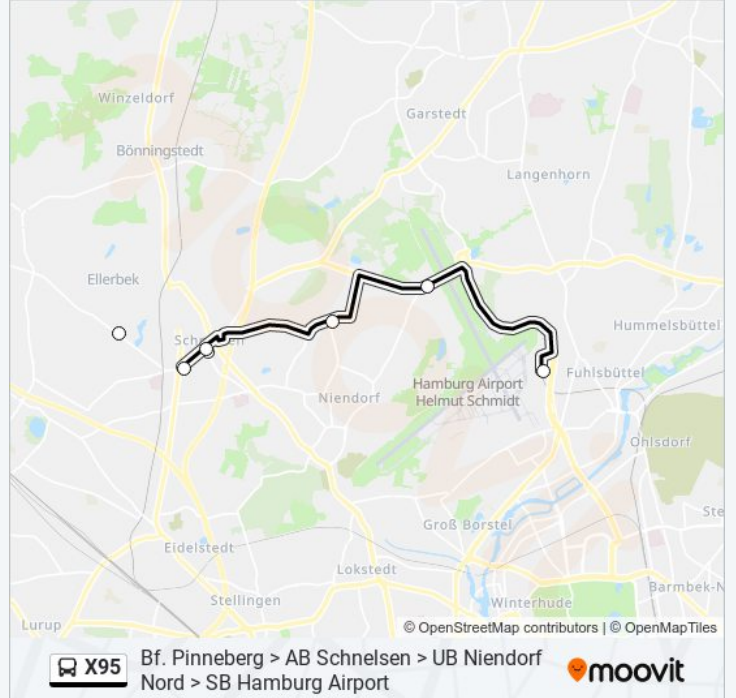 Winzeldorf
Garstedt
Bönningstedt
Langenhorn
Ellerbek
Hummelsbüttel
Hamburg Airport
Helmut Schmidt
Fuhlsbüttel
Niendorf
Ohlsdorf
Ste
Groß Borstel
Eidelstedt
Lokstedt
Barmbek-N
Stellingen
Winterhude
Lurup
© OpenStreetMap contributors | © OpenMapTiles
X95
Bf. Pinneberg > AB Schnelsen > UB Niendorf
Nord > SB Hamburg Airport
moovit